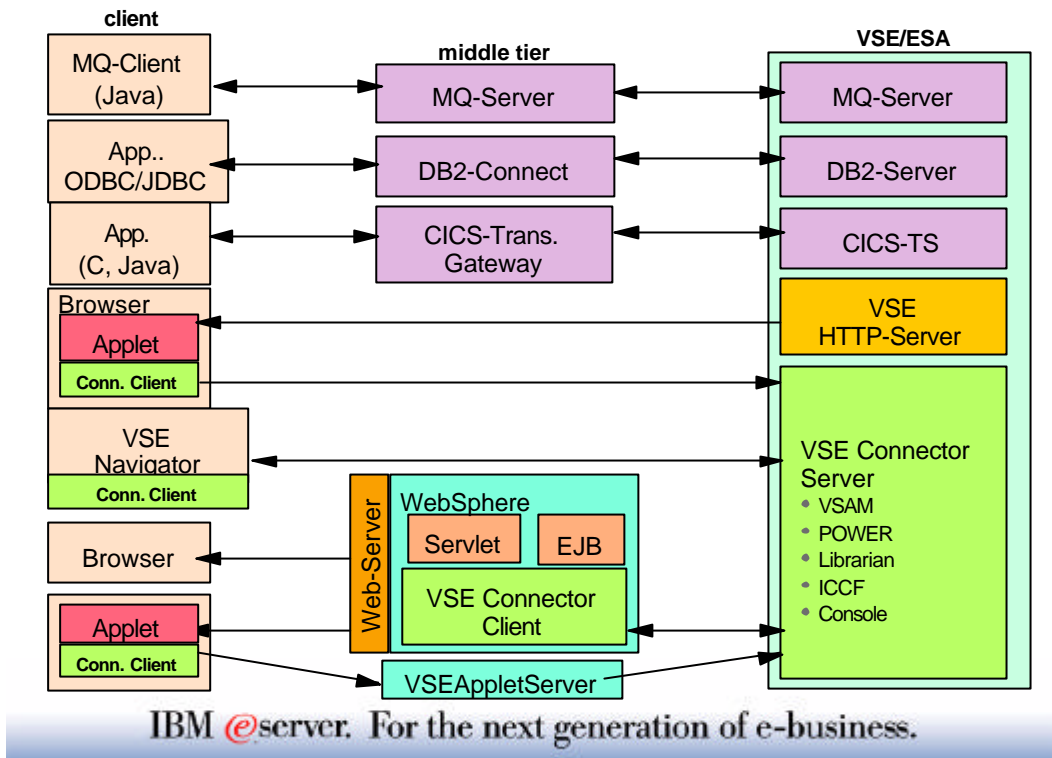 client
middle tier
VSE/ESA
MQ-Client
(Java)
MQ-Server
MQ-Server
App..
ODBC/JDBC
DB2-Connect
DB2-Server
App.
(C, Java)
CICS-Trans.
Gateway
CICS-TS
Browser
Applet
Conn. Client
VSE
HTTP-Server
VSE
Navigator
Conn. Client
VSE Connector
Server
VSAM
POWER
Librarian
ICCF
Console
Web-Server
WebSphere
Servlet
EJB
VSE Connector
Client
Browser
Applet
Conn. Client
VSEAppletServer
IBM @server. For the next generation of e-business.